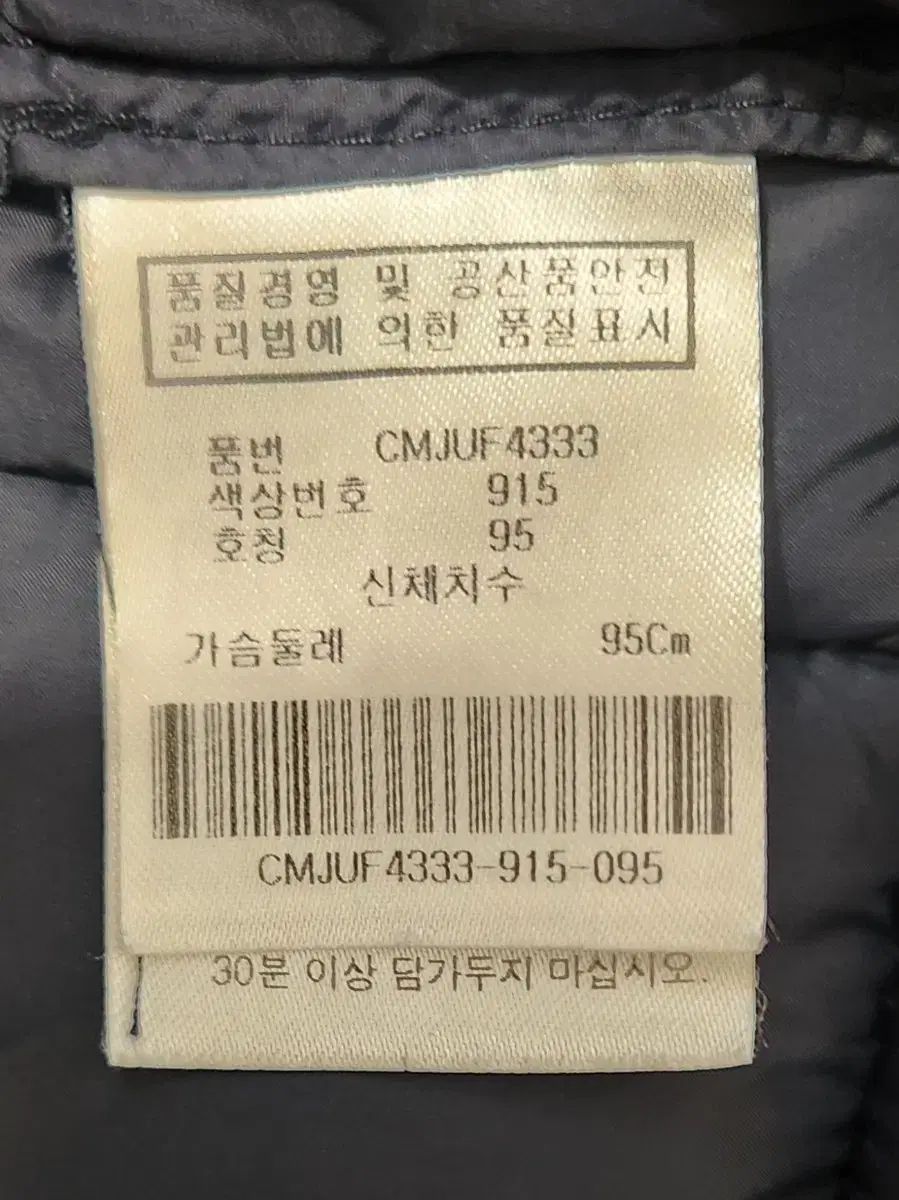 품질경영 및 공산품안전
관리법에 의한 품질표시
품번 CMJUF4333
색상번호 915
호칭 95
신체치수
가슴둘레 95Cm
CMJUF4333-915-095
30분 이상 담가두지 마십시오.